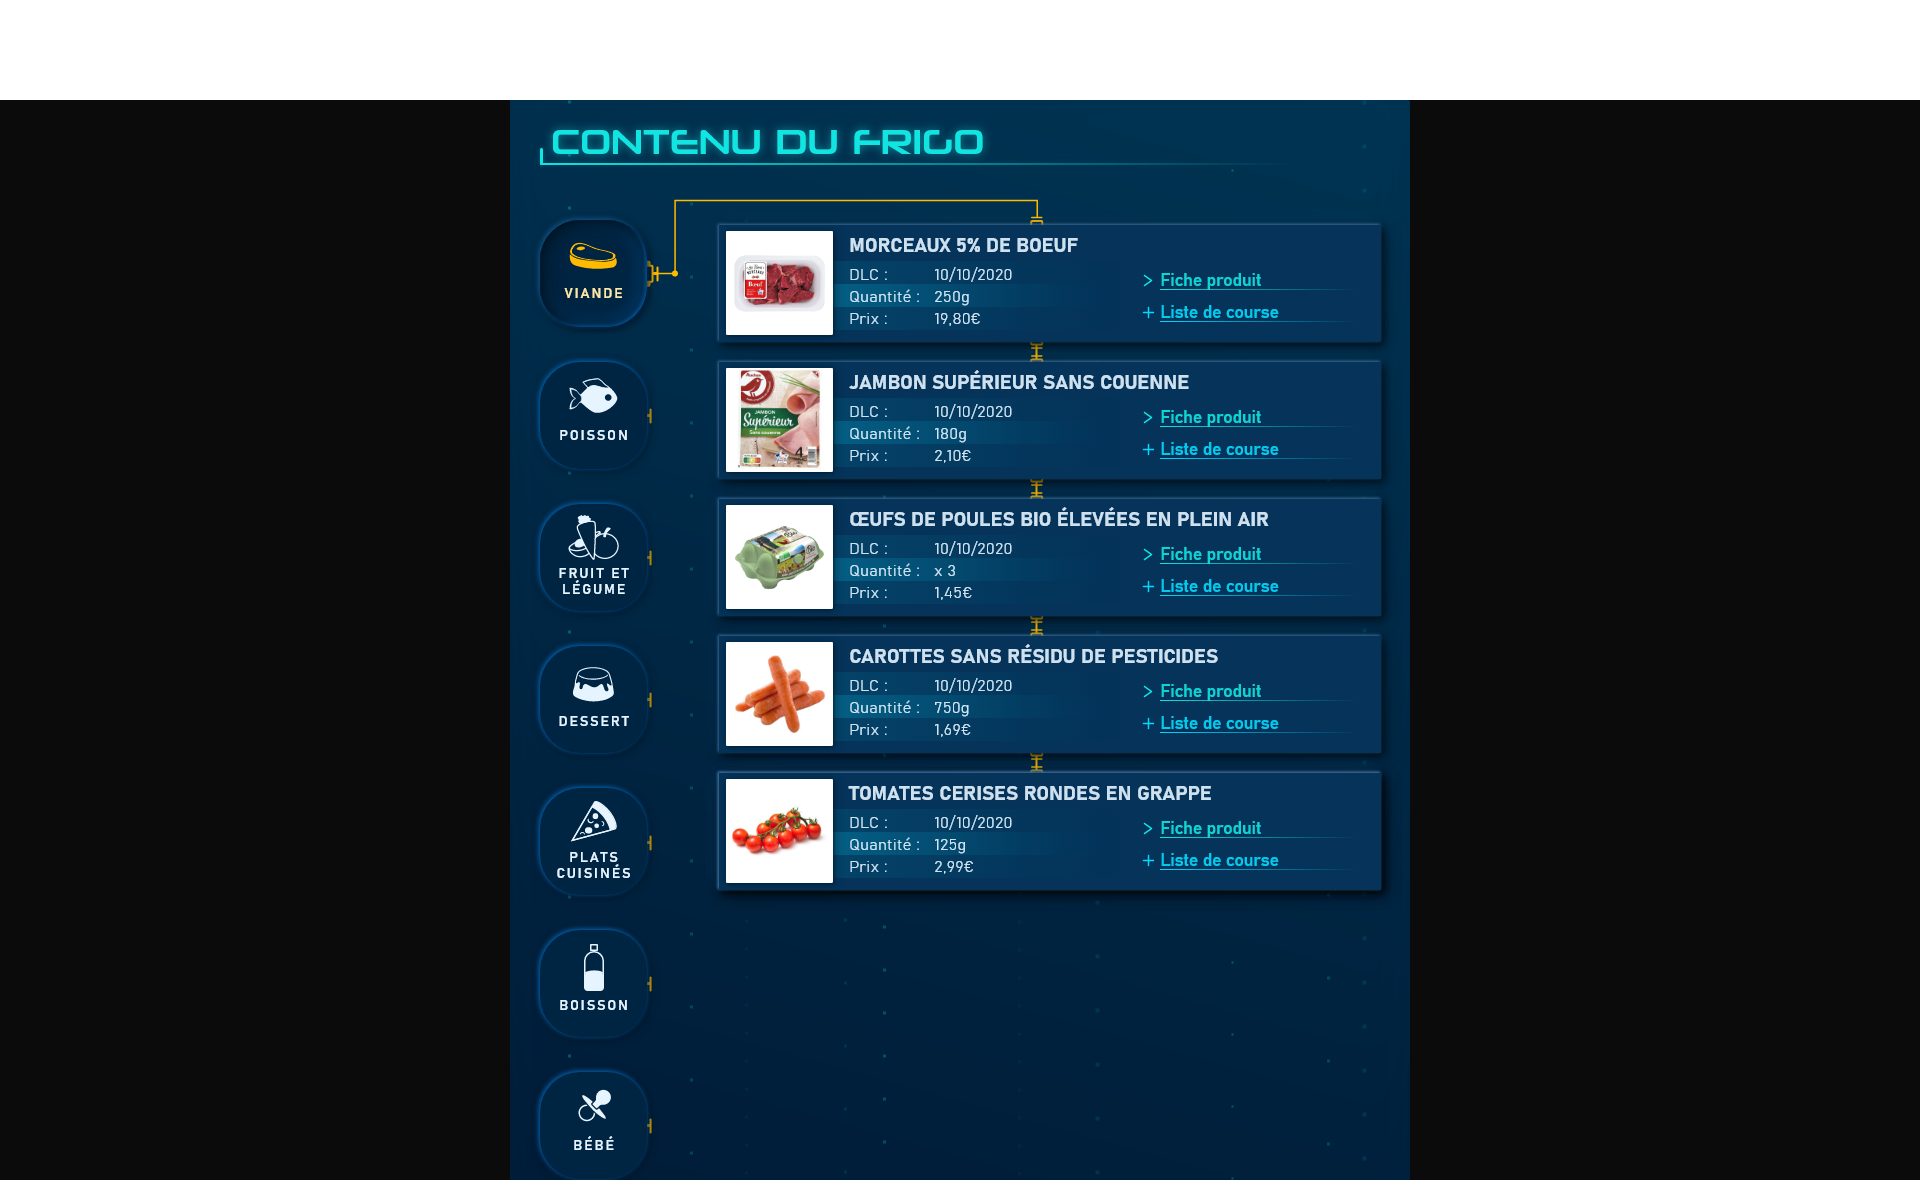 CONTENU DU FRIGO
VIANDE
POISSON
FRUIT ET
LÉGUME
DESSERT
PLATS
CUISINÉS
BOISSON
BÉBÉ
MORCEAUX 5% DE BOEUF
DLC : 10/10/2020
Quantité : 250g
Prix : 19,80€
> Fiche produit
+ Liste de course
JAMBON SUPÉRIEUR SANS COUENNE
DLC : 10/10/2020
Quantité : 180g
Prix : 2,10€
> Fiche produit
+ Liste de course
JAMBON
Supérieur
Sans couenne
4
ŒUFS DE POULES BIO ÉLEVÉES EN PLEIN AIR
DLC : 10/10/2020
Quantité : x 3
Prix : 1,45€
> Fiche produit
+ Liste de course
CAROTTES SANS RÉSIDU DE PESTICIDES
DLC : 10/10/2020
Quantité : 750g
Prix : 1,69€
> Fiche produit
+ Liste de course
TOMATES CERISES RONDES EN GRAPPE
DLC : 10/10/2020
Quantité : 125g
Prix : 2,99€
> Fiche produit
+ Liste de course